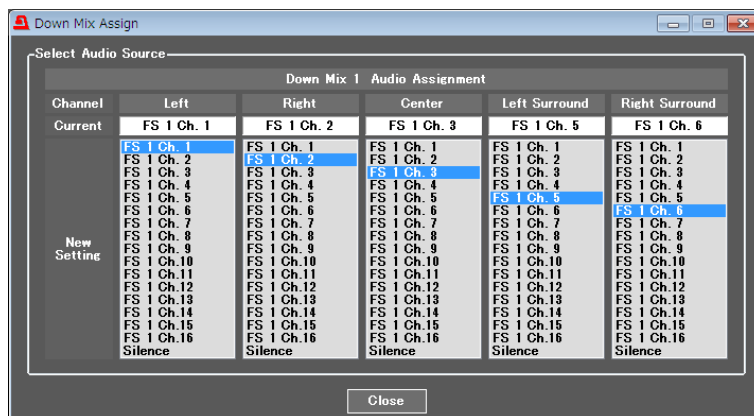 Down Mix Assign
Select Audio Source
Down Mix 1 Audio Assignment
Channel Left Right Center Left Surround Right Surround
Current FS 1 Ch. 1 FS 1 Ch. 2 FS 1 Ch. 3 FS 1 Ch. 5 FS 1 Ch. 6
FS 1 Ch. 1 FS 1 Ch. 1 FS 1 Ch. 1 FS 1 Ch. 1 FS 1 Ch. 1
FS 1 Ch. 2 FS 1 Ch. 2 FS 1 Ch. 2 FS 1 Ch. 2 FS 1 Ch. 2
FS 1 Ch. 3 FS 1 Ch. 3 FS 1 Ch. 3 FS 1 Ch. 3 FS 1 Ch. 3
FS 1 Ch. 4 FS 1 Ch. 4 FS 1 Ch. 4 FS 1 Ch. 4 FS 1 Ch. 4
FS 1 Ch. 5 FS 1 Ch. 5 FS 1 Ch. 5 FS 1 Ch. 5 FS 1 Ch. 5
FS 1 Ch. 6 FS 1 Ch. 6 FS 1 Ch. 6 FS 1 Ch. 6 FS 1 Ch. 6
FS 1 Ch. 7 FS 1 Ch. 7 FS 1 Ch. 7 FS 1 Ch. 7 FS 1 Ch. 7
FS 1 Ch. 8 FS 1 Ch. 8 FS 1 Ch. 8 FS 1 Ch. 8 FS 1 Ch. 8
New
FS 1 Ch. 9 FS 1 Ch. 9 FS 1 Ch. 9 FS 1 Ch. 9 FS 1 Ch. 9
Setting
FS 1 Ch.10 FS 1 Ch.10 FS 1 Ch.10 FS 1 Ch.10 FS 1 Ch.10
FS 1 Ch.11 FS 1 Ch.11 FS 1 Ch.11 FS 1 Ch.11 FS 1 Ch.11
FS 1 Ch.12 FS 1 Ch.12 FS 1 Ch.12 FS 1 Ch.12 FS 1 Ch.12
FS 1 Ch.13 FS 1 Ch.13 FS 1 Ch.13 FS 1 Ch.13 FS 1 Ch.13
FS 1 Ch.14 FS 1 Ch.14 FS 1 Ch.14 FS 1 Ch.14 FS 1 Ch.14
FS 1 Ch.15 FS 1 Ch.15 FS 1 Ch.15 FS 1 Ch.15 FS 1 Ch.15
FS 1 Ch.16 FS 1 Ch.16 FS 1 Ch.16 FS 1 Ch.16 FS 1 Ch.16
Silence Silence Silence Silence Silence
Close